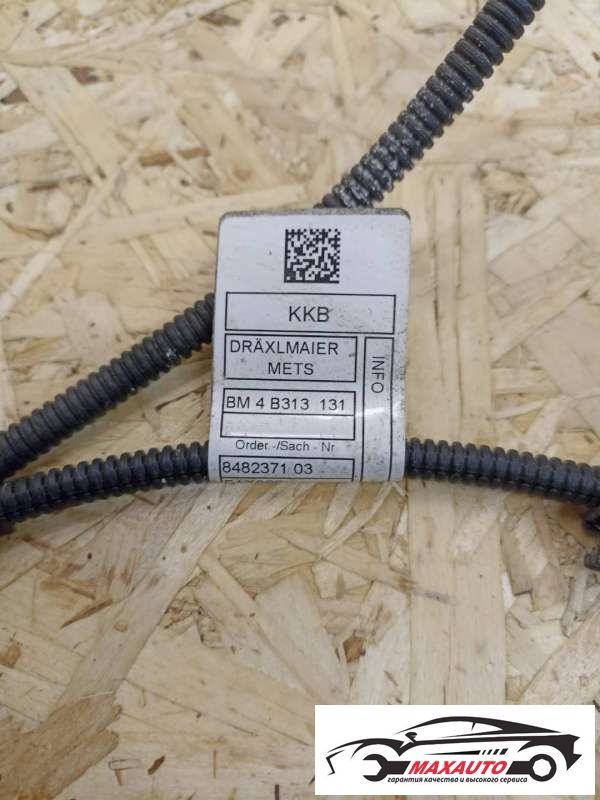 KKB
DRÄXLMAIER
METS
INFO
BM 4 B313 131
Order -/Sach - Nr
8482371 03
MAXAUTO
гарантия качества и высокого сервиса